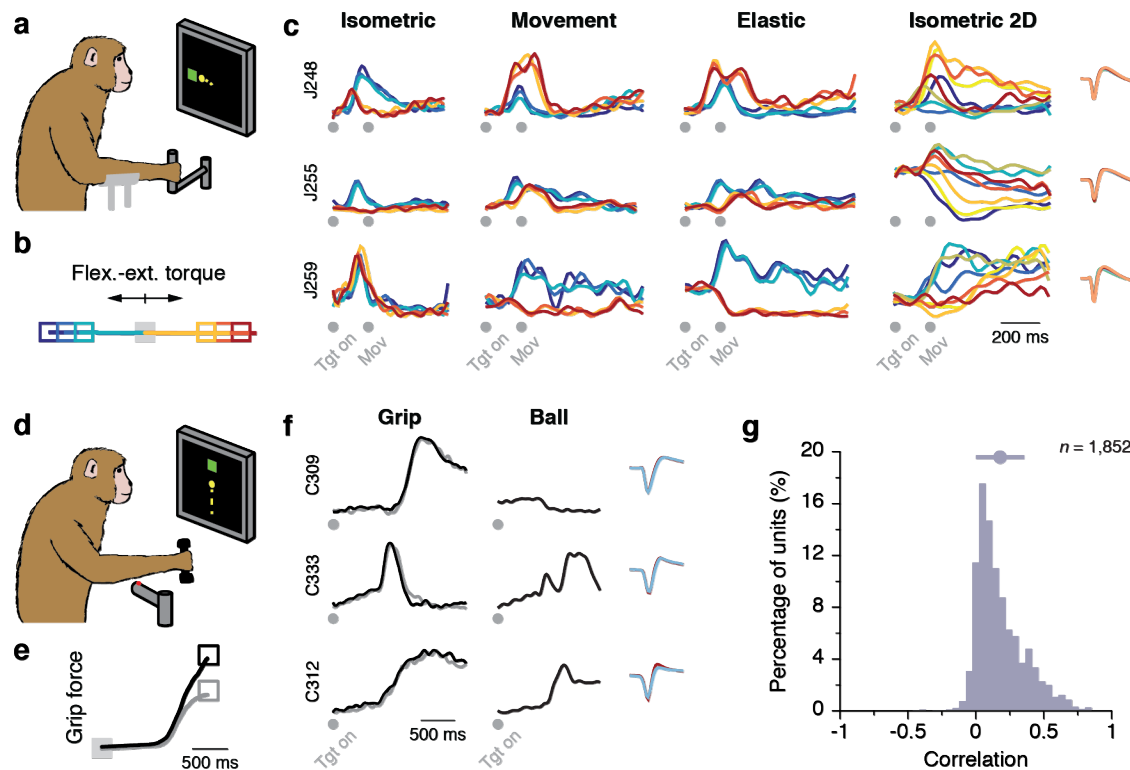 a
b
Flex.-ext. torque
c
Isometric
Movement
Elastic
Isometric 2D
J248
J255
J259
Tgt on
Mov
Tgt on
Mov
Tgt on
Mov
Tgt on
Mov
200 ms
d
e
Grip force
500 ms
f
Grip
Ball
C309
C333
C312
Tgt on
500 ms
Tgt on
g
n = 1,852
Percentage of units (%)
20
16
12
8
4
0
-1
-0.5
0
0.5
1
Correlation